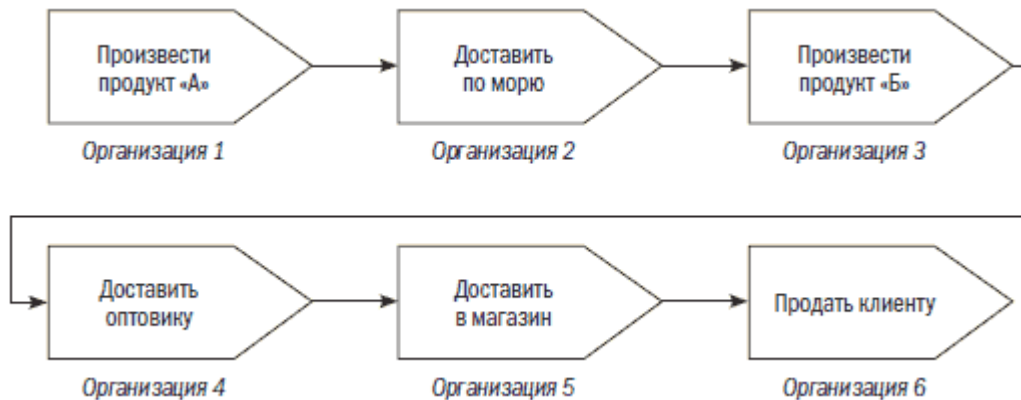 Произвести
продукт «А»
Доставить
по морю
Произвести
продукт «Б»
Организация 1
Организация 2
Организация 3
Доставить
оптовику
Доставить
в магазин
Продать клиенту
Организация 4
Организация 5
Организация 6